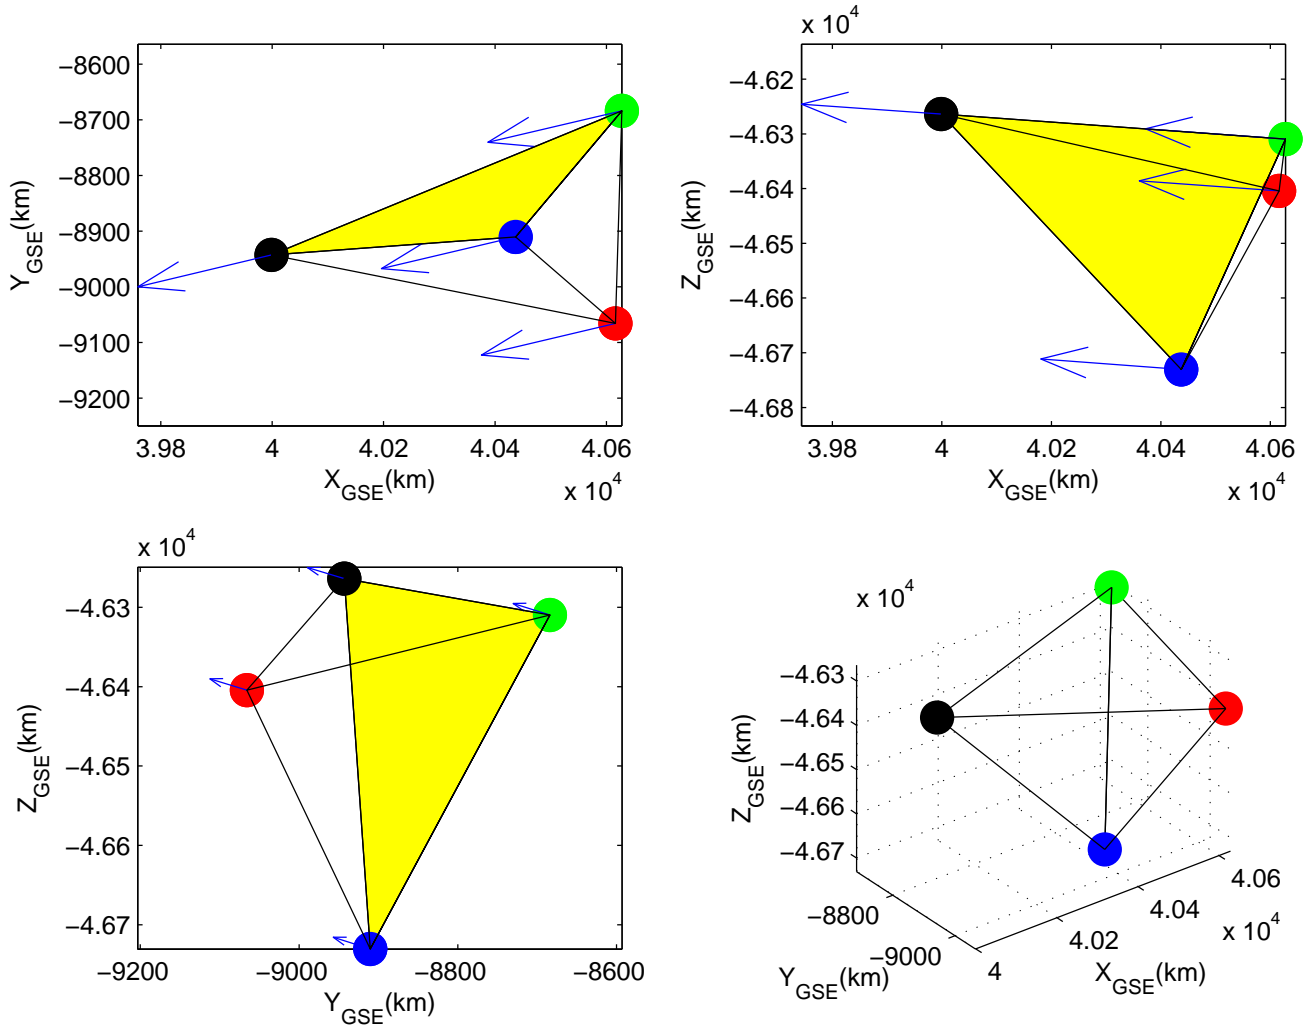 −8600
−8700
−8800
−8900
−9000
−9100
−9200
Y_GSE(km)
3.98 4 4.02 4.04 4.06
X_GSE(km)
x 10^4
x 10^4
−4.62
−4.63
−4.64
−4.65
−4.66
−4.67
−4.68
Z_GSE(km)
4 4.02 4.04 4.06
X_GSE(km)
x 10^4
x 10^4
−4.63
−4.64
−4.65
−4.66
−4.67
Z_GSE(km)
−9200 −9000 −8800 −8600
Y_GSE(km)
x 10^4
−4.63
−4.64
−4.65
−4.66
−4.67
Z_GSE(km)
−8800
−9000
Y_GSE(km)
4 4.02 4.04 4.06
x 10^4
X_GSE(km)